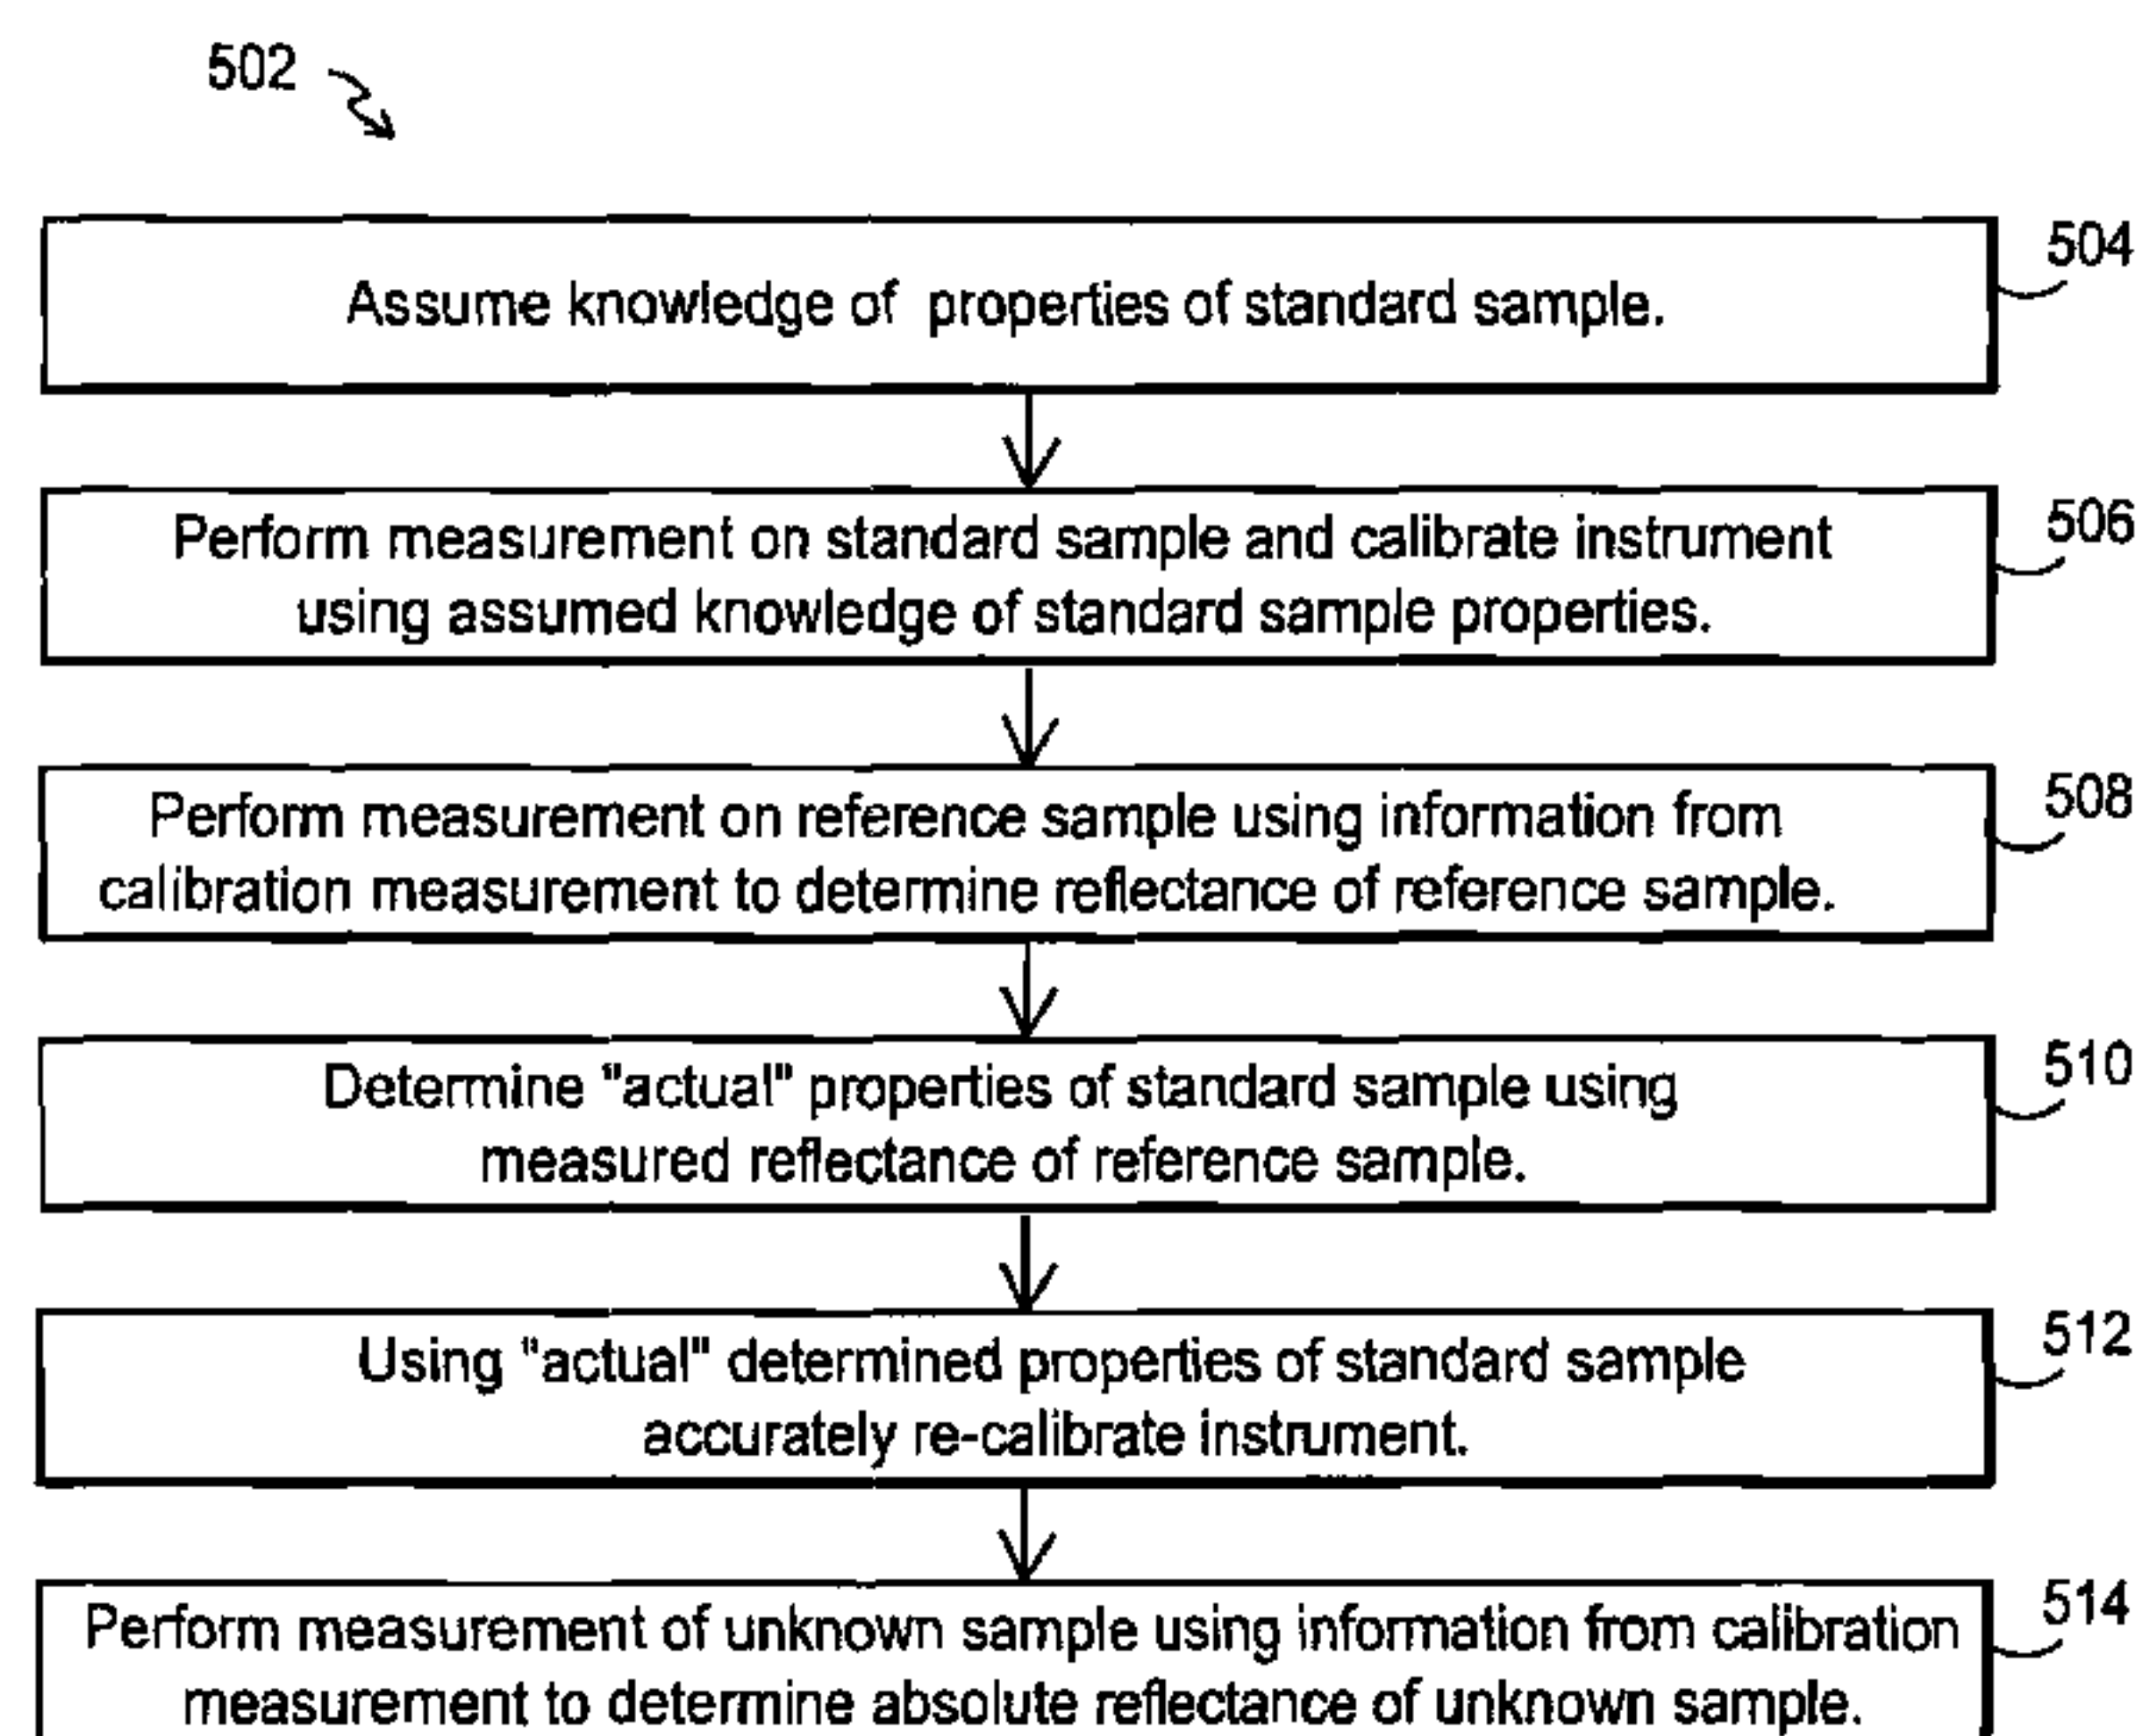 502
504
Assume knowledge of properties of standard sample.
506
Perform measurement on standard sample and calibrate instrument
using assumed knowledge of standard sample properties.
508
Perform measurement on reference sample using information from
calibration measurement to determine reflectance of reference sample.
510
Determine "actual" properties of standard sample using
measured reflectance of reference sample.
512
Using "actual" determined properties of standard sample
accurately re-calibrate instrument.
514
Perform measurement of unknown sample using information from calibration
measurement to determine absolute reflectance of unknown sample.